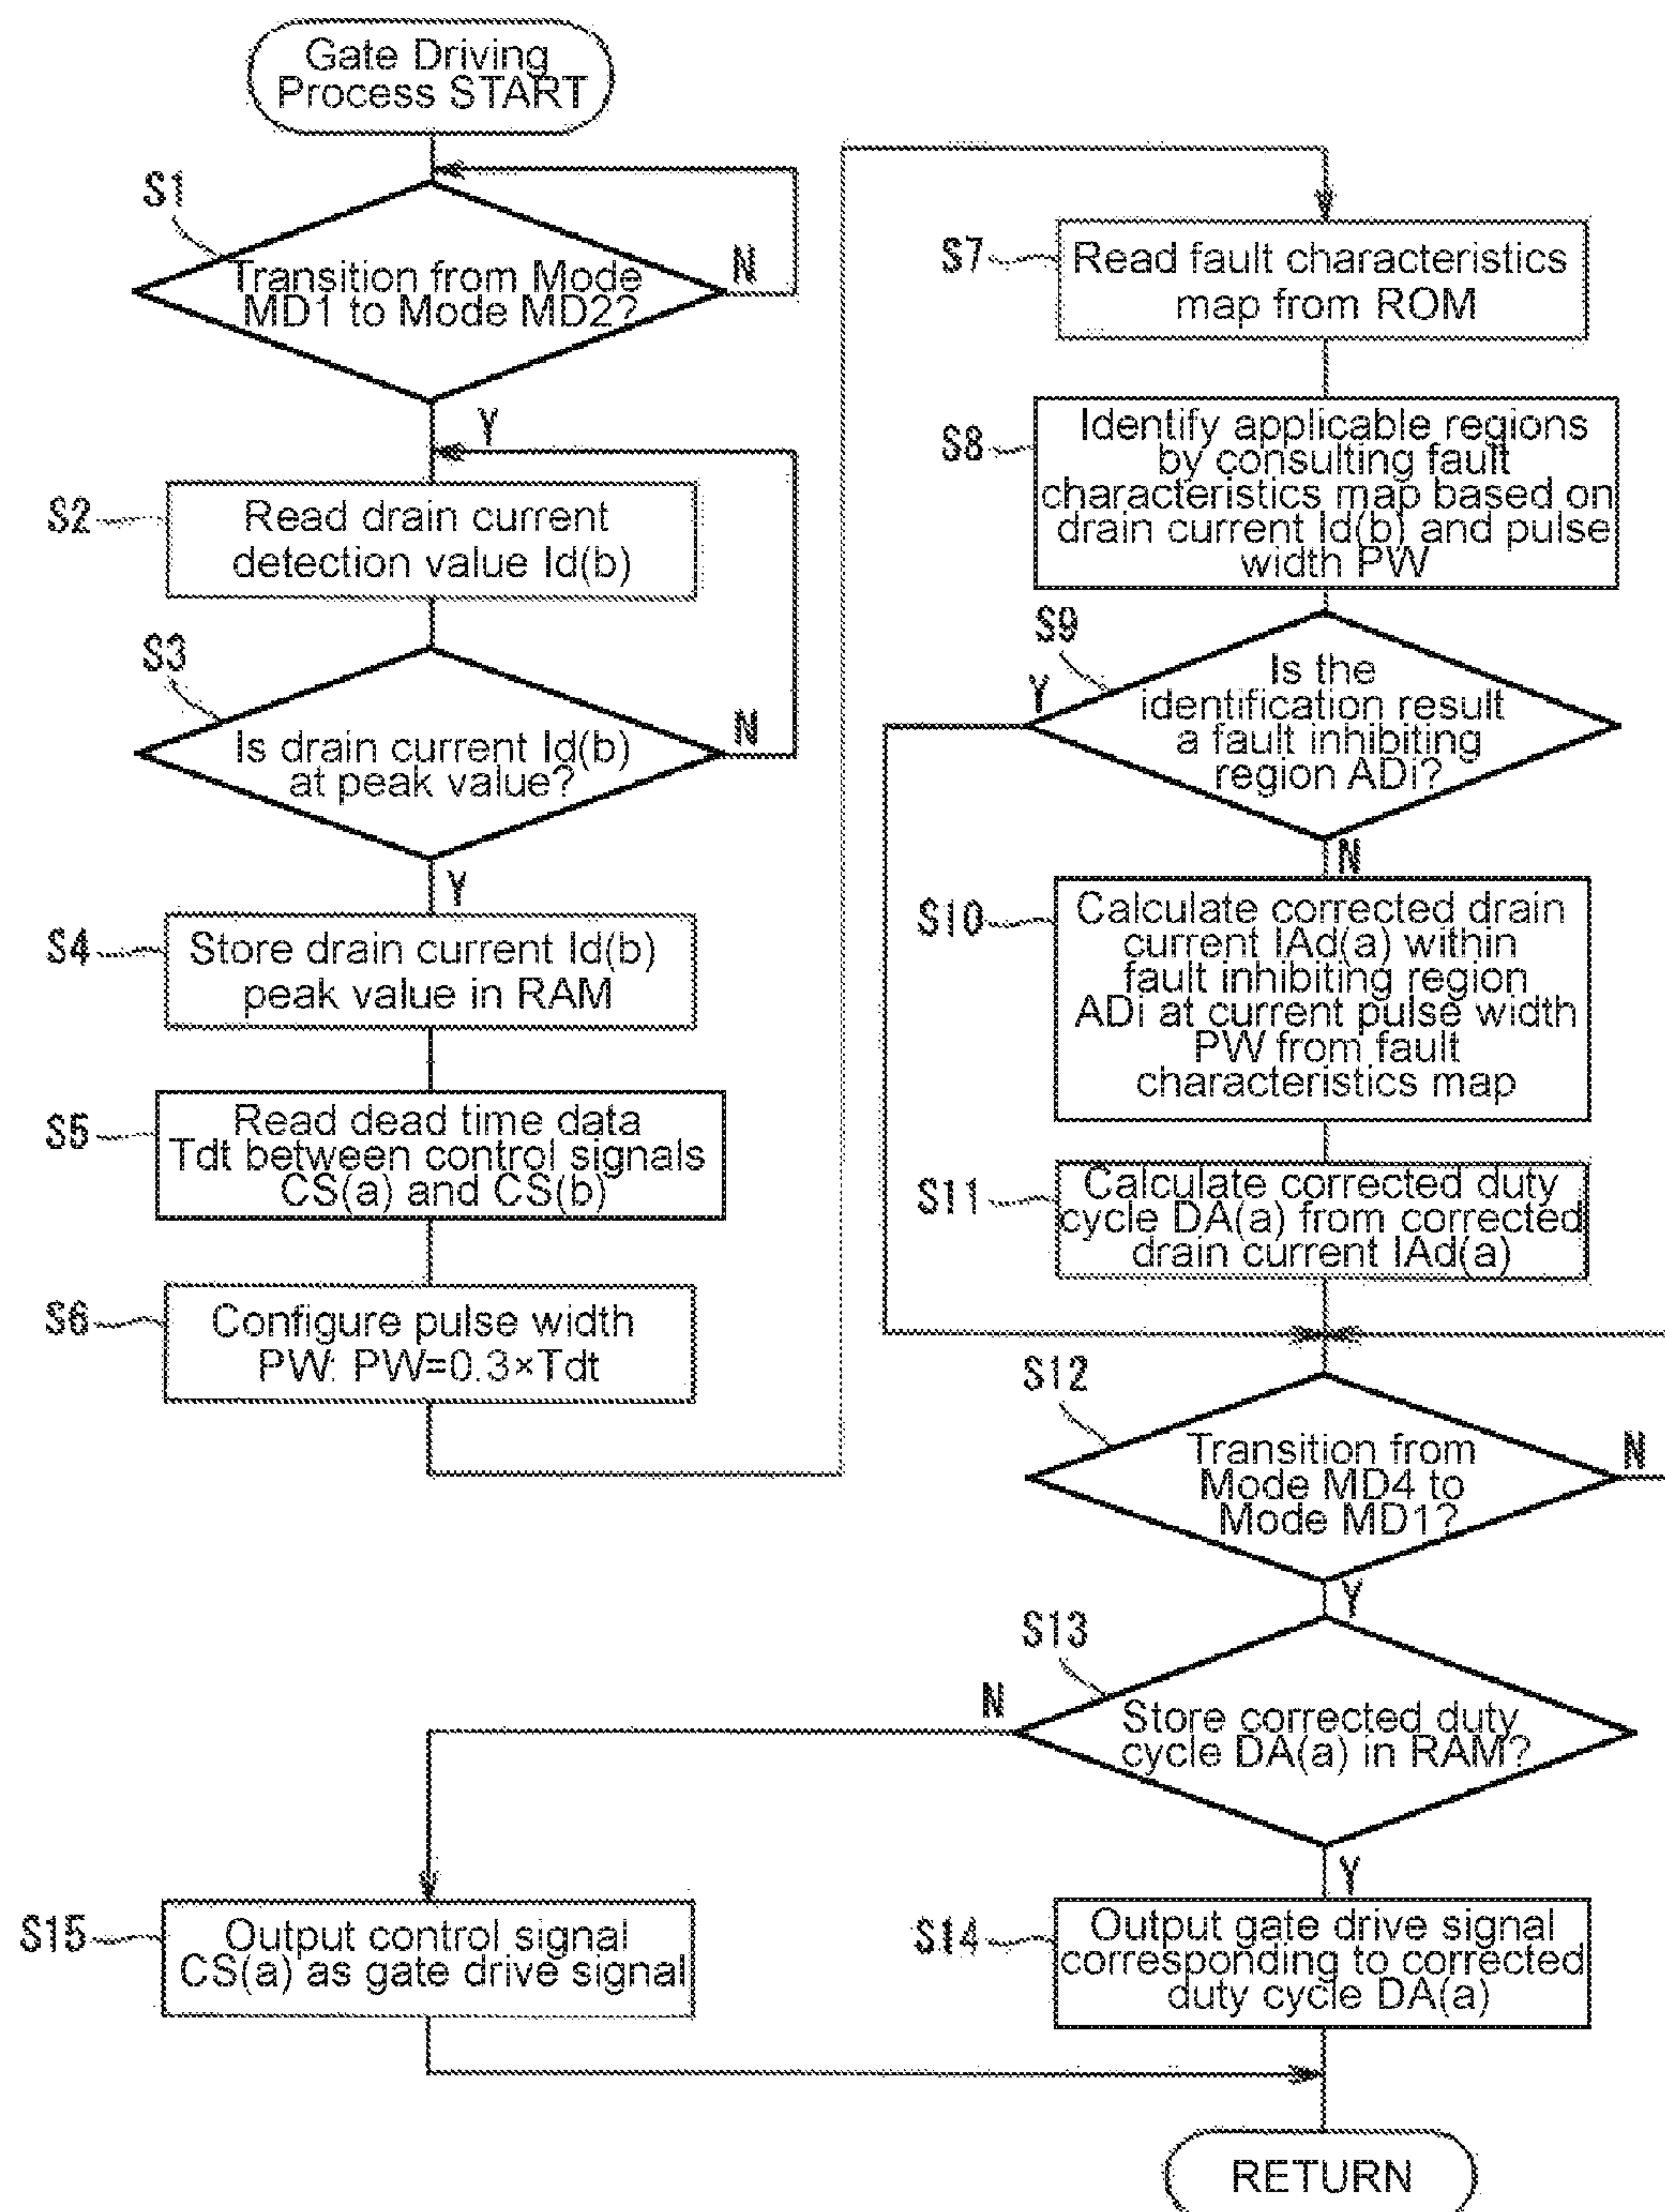 Gate Driving
Process START
S1
Transition from Mode
MD1 to Mode MD2?
N
Y
S2
Read drain current
detection value Id(b)
S3
Is drain current Id(b)
at peak value?
N
Y
S4
Store drain current Id(b)
peak value in RAM
S5
Read dead time data
Tdt between control signals
CS(a) and CS(b)
S6
Configure pulse width
PW: PW=0.3×Tdt
S7
Read fault characteristics
map from ROM
S8
Identify applicable regions
by consulting fault
characteristics map based on
drain current Id(b) and pulse
width PW
S9
Y
Is the
identification result
a fault inhibiting
region ADi?
N
S10
Calculate corrected drain
current IAd(a) within
fault inhibiting region
ADi at current pulse width
PW from fault
characteristics map
S11
Calculate corrected duty
cycle DA(a) from corrected
drain current IAd(a)
S12
Transition from
Mode MD4 to
Mode MD1?
N
Y
S13
N
Store corrected duty
cycle DA(a) in RAM?
Y
S14
Output gate drive signal
corresponding to corrected
duty cycle DA(a)
S15
Output control signal
CS(a) as gate drive signal
RETURN